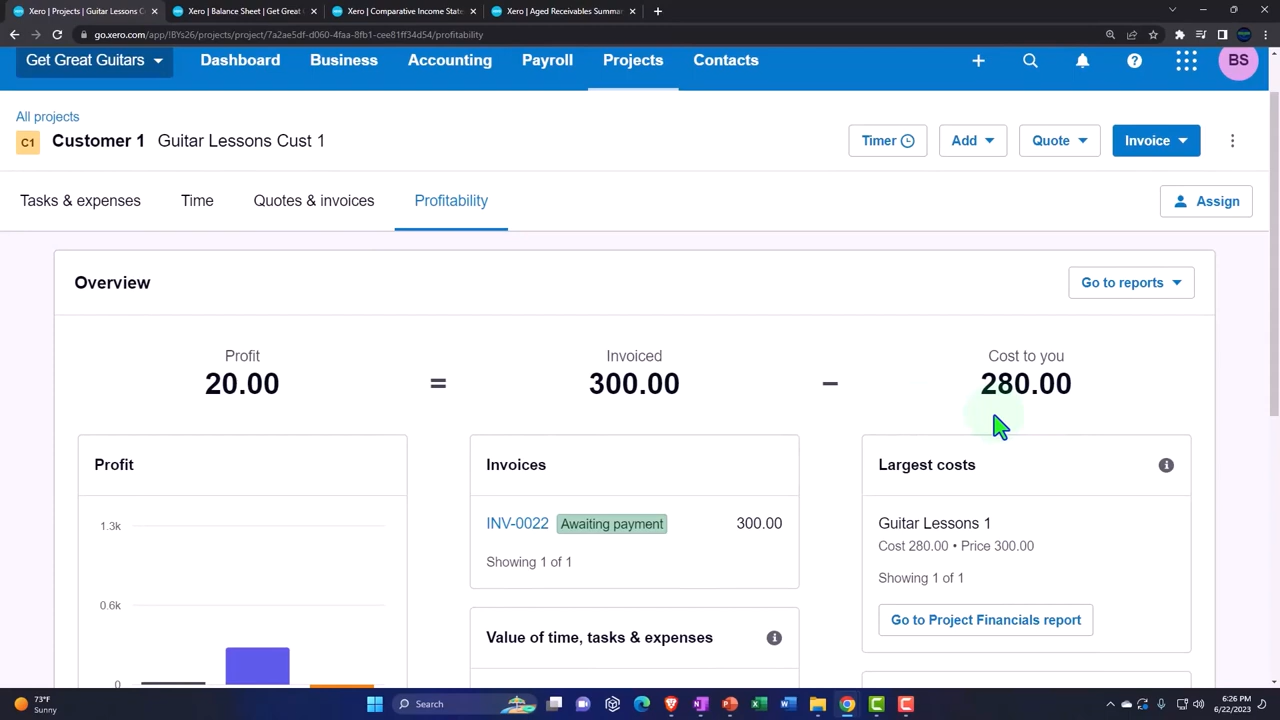 Xero | Projects | Guitar Lessons C
Xero | Balance Sheet | Get Great
Xero | Comparative Income State
Xero | Aged Receivables Summar
go.xero.com/app/!BYs26/projects/project/7a2ae5df-d060-4faa-8fb1-cee81ff34d54/profitability
Get Great Guitars Dashboard Business Accounting Payroll Projects Contacts BS
All projects
C1 Customer 1 Guitar Lessons Cust 1
Timer Add Quote Invoice
Tasks & expenses Time Quotes & invoices Profitability Assign
Overview Go to reports
Profit Invoiced Cost to you
20.00 = 300.00 − 280.00
Profit Invoices Largest costs
1.3k
INV-0022 Awaiting payment 300.00
Guitar Lessons 1
Cost 280.00 • Price 300.00
Showing 1 of 1
Showing 1 of 1
0.6k
Go to Project Financials report
Value of time, tasks & expenses
0
73°F
Sunny
Search
6:26 PM
6/22/2023